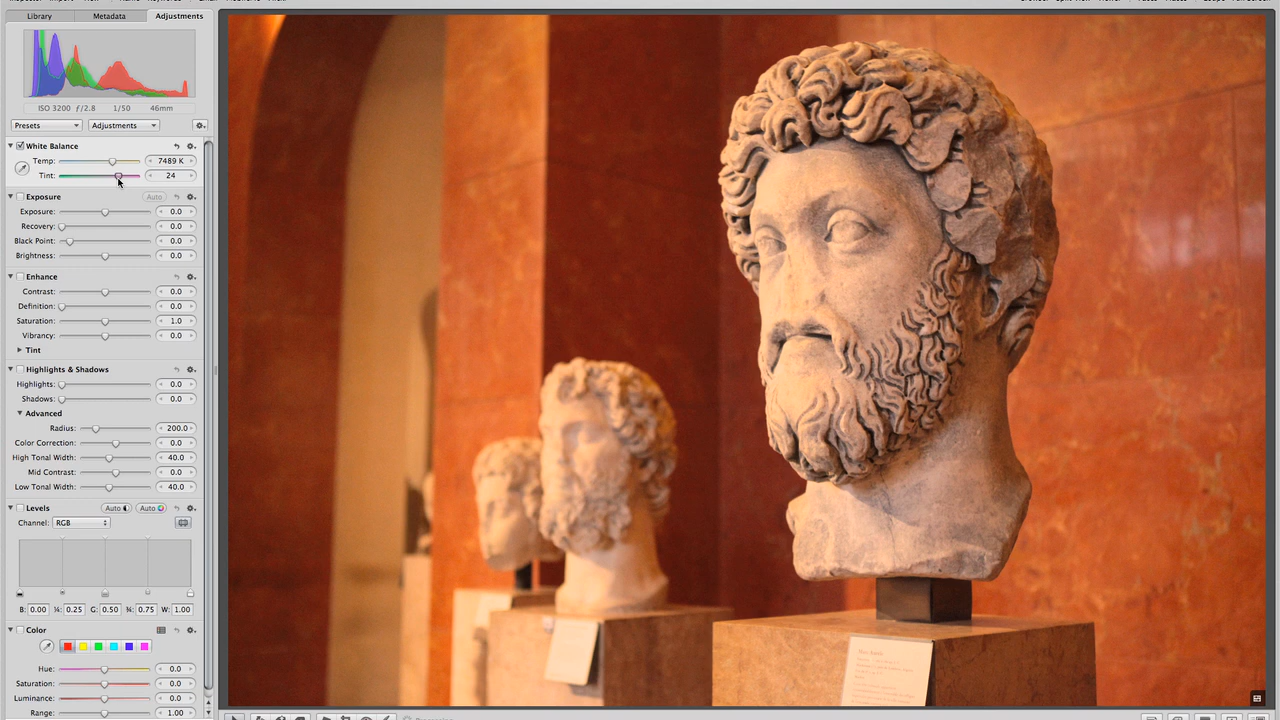 Library Metadata Adjustments
ISO 3200 ƒ/2.8 1/50 46mm
Presets Adjustments
White Balance
Temp: 7489 K
Tint: 24
Exposure Auto
Exposure: 0.0
Recovery: 0.0
Black Point: 0.0
Brightness: 0.0
Enhance
Contrast: 0.0
Definition: 0.0
Saturation: 1.0
Vibrancy: 0.0
Tint
Highlights & Shadows
Highlights: 0.0
Shadows: 0.0
Advanced
Radius: 200.0
Color Correction: 0.0
High Tonal Width: 40.0
Mid Contrast: 0.0
Low Tonal Width: 40.0
Levels Auto Auto
Channel: RGB
B: 0.00 ¼: 0.25 G: 0.50 ¾: 0.75 W: 1.00
Color
Hue: 0.0
Saturation: 0.0
Luminance: 0.0
Range: 1.00